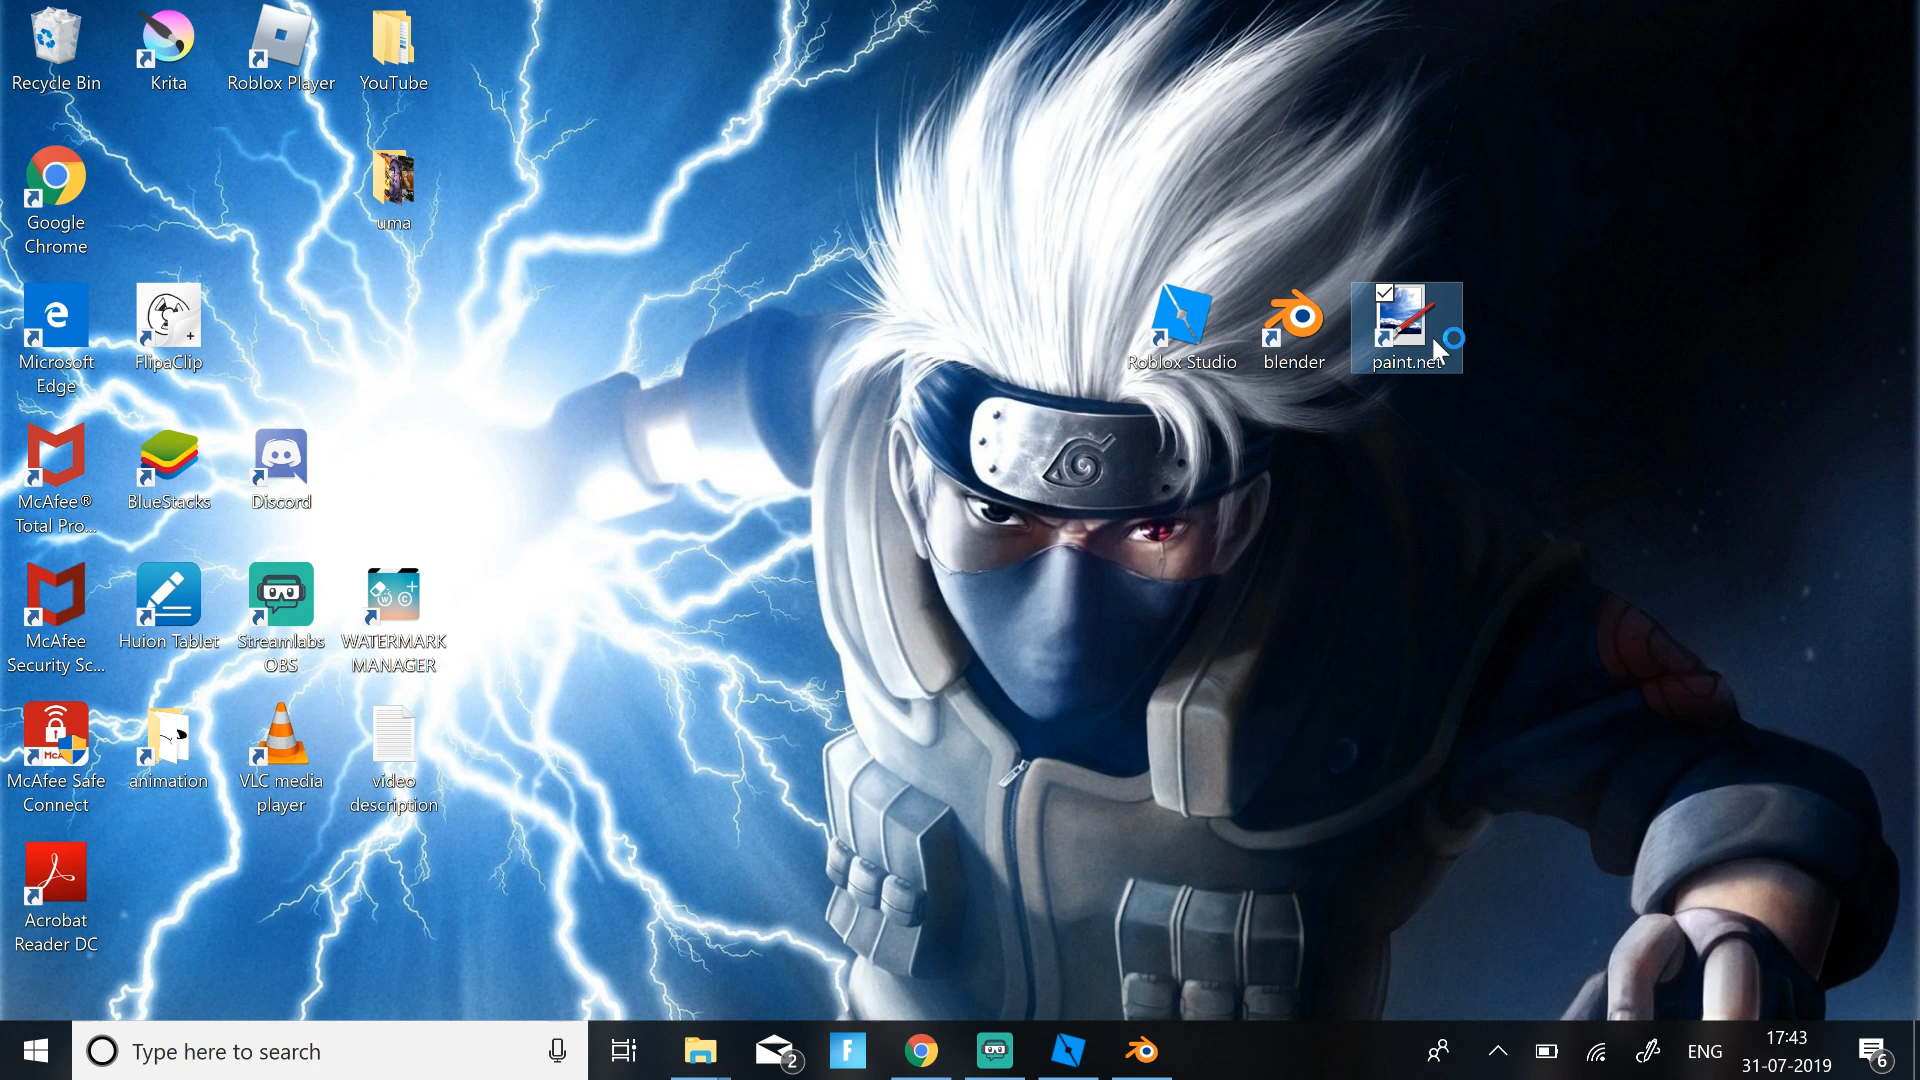 Recycle Bin
Krita
Roblox Player
YouTube
Google
Chrome
uma
Microsoft
Edge
FlipaClip
Roblox Studio
blender
paint.net
McAfee®
Total Pro...
BlueStacks
Discord
McAfee
Security Sc...
Huion Tablet
Streamlabs
OBS
WATERMARK
MANAGER
McAfee Safe
Connect
animation
VLC media
player
video
description
Acrobat
Reader DC
Type here to search
2
F
ENG
17:43
31-07-2019
6